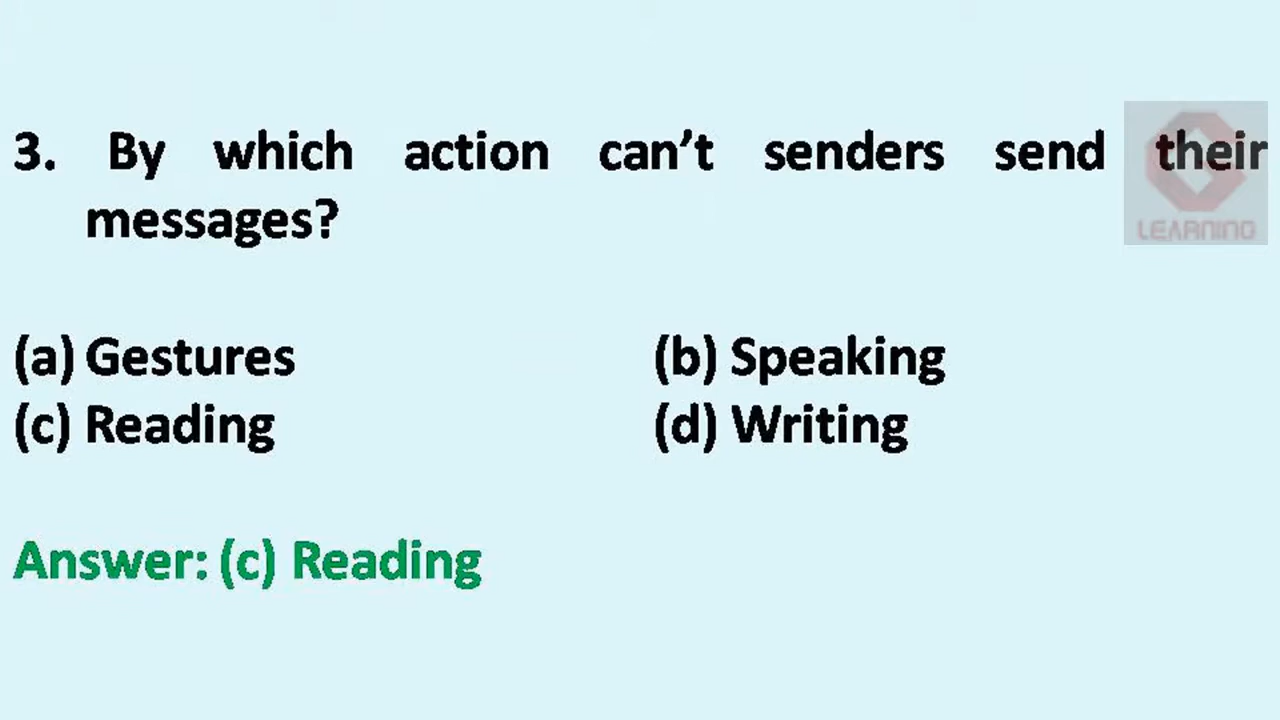 3. By which action can't senders send their
messages?
(a) Gestures (b) Speaking
(c) Reading (d) Writing
Answer: (c) Reading
LEARNING